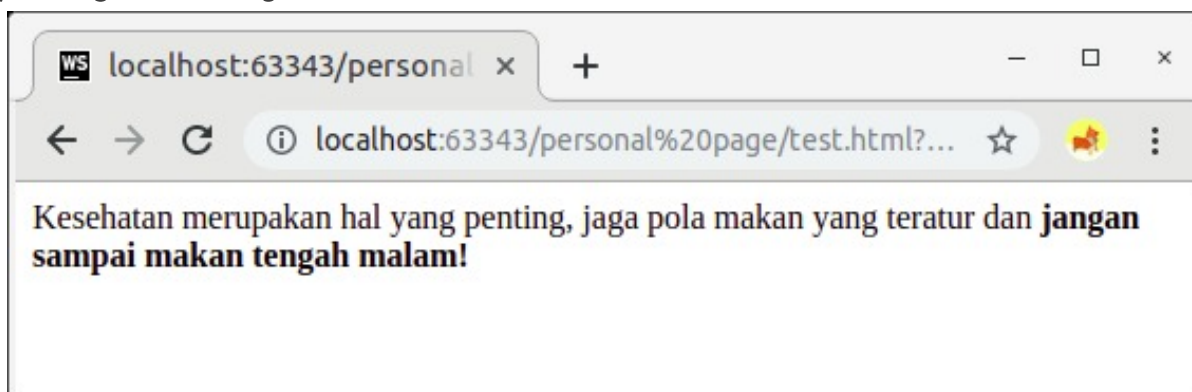 WS localhost:63343/personal
localhost:63343/personal%20page/test.html?...
Kesehatan merupakan hal yang penting, jaga pola makan yang teratur dan jangan
sampai makan tengah malam!